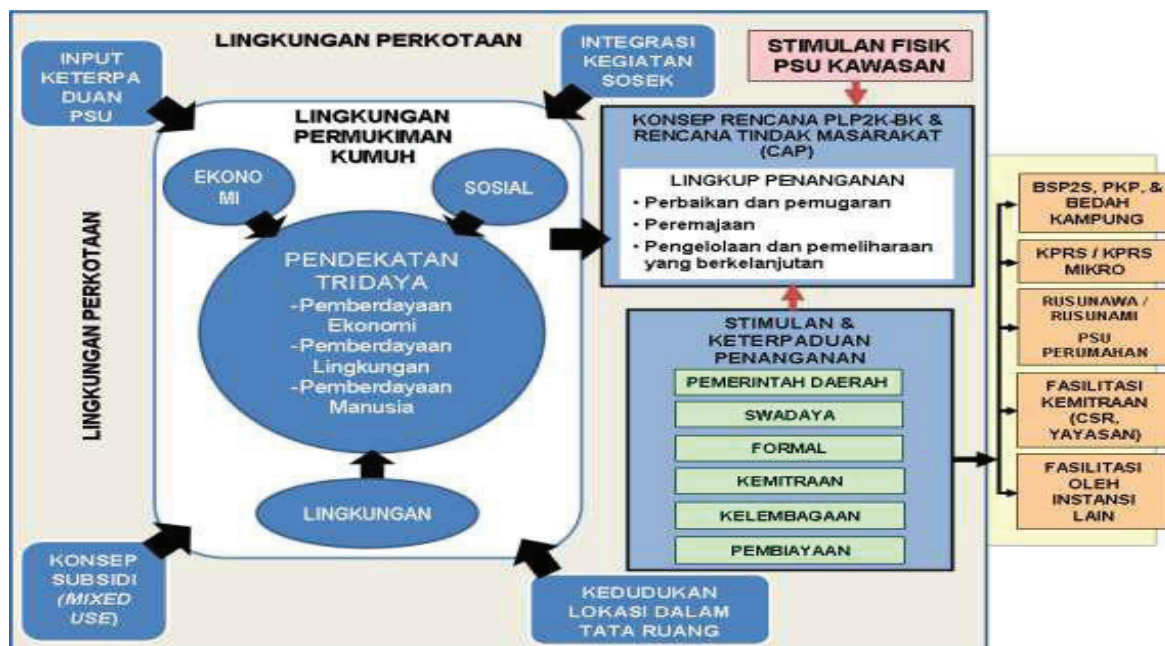 LINGKUNGAN PERKOTAAN
INPUT
KETERPA
DUAN
PSU
INTEGRASI
KEGIATAN
SOSEK
LINGKUNGAN PERKOTAAN
LINGKUNGAN
PERMUKIMAN
KUMUH
EKONO
MI
SOSIAL
PENDEKATAN
TRIDAYA
-Pemberdayaan
Ekonomi
-Pemberdayaan
Lingkungan
-Pemberdayaan
Manusia
LINGKUNGAN
KONSEP
SUBSIDI
(MIXED
USE)
KEDUDUKAN
LOKASI DALAM
TATA RUANG
STIMULAN FISIK
PSU KAWASAN
KONSEP RENCANA PLP2K-BK &
RENCANA TINDAK MASARAKAT
(CAP)
LINGKUP PENANGANAN
• Perbaikan dan pemugaran
• Peremajaan
• Pengelolaan dan pemeliharaan
yang berkelanjutan
STIMULAN &
KETERPADUAN
PENANGANAN
PEMERINTAH DAERAH
SWADAYA
FORMAL
KEMITRAAN
KELEMBAGAAN
PEMBIAYAAN
BSP2S, PKP, &
BEDAH
KAMPUNG
KPRS / KPRS
MIKRO
RUSUNAWA /
RUSUNAMI
PSU
PERUMAHAN
FASILITASI
KEMITRAAN
(CSR,
YAYASAN)
FASILITASI
OLEH
INSTANSI
LAIN